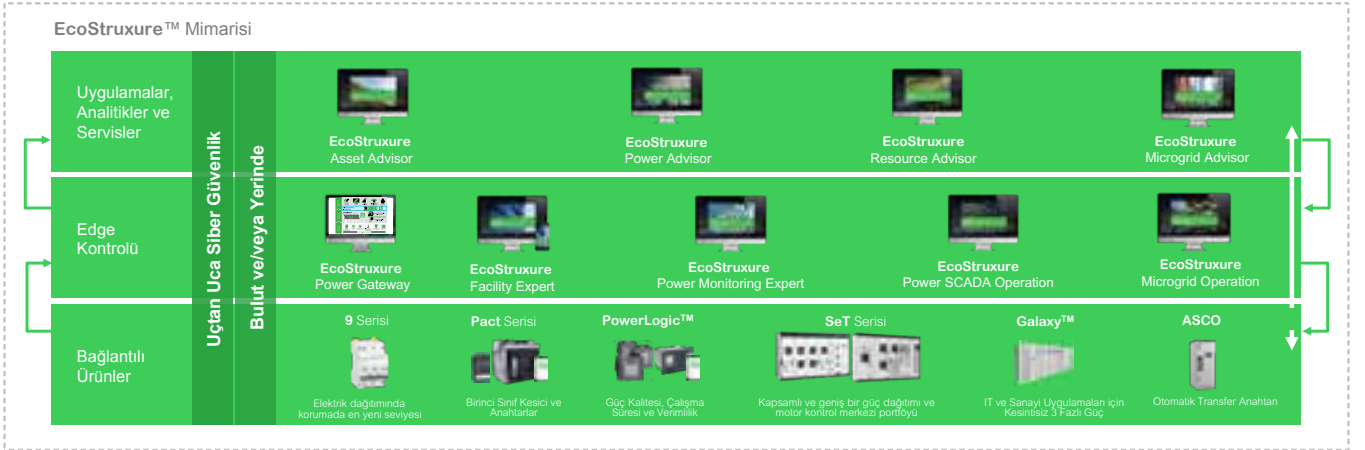 EcoStruxure™ Mimarisi
Uygulamalar,
Analitikler ve
Servisler
Uçtan Uca Siber Güvenlik
Bulut ve/veya Yerinde
EcoStruxure
Asset Advisor
EcoStruxure
Power Advisor
EcoStruxure
Resource Advisor
EcoStruxure
Microgrid Advisor
Edge
Kontrolü
EcoStruxure
Power Gateway
EcoStruxure
Facility Expert
EcoStruxure
Power Monitoring Expert
EcoStruxure
Power SCADA Operation
EcoStruxure
Microgrid Operation
Bağlantılı
Ürünler
9 Serisi
Elektrik dağıtımında
korumada en yeni seviyesi
Pact Serisi
Birinci Sınıf Kesici ve
Anahtarlar
PowerLogic™
Güç Kalitesi, Çalışma
Süresi ve Verimlilik
SeT Serisi
Kapsamlı ve geniş bir güç dağıtımı ve
motor kontrol merkezi portföyü
Galaxy™
IT ve Sanayi Uygulamaları için
Kesintisiz 3 Fazlı Güç
ASCO
Otomatik Transfer Anahtarı